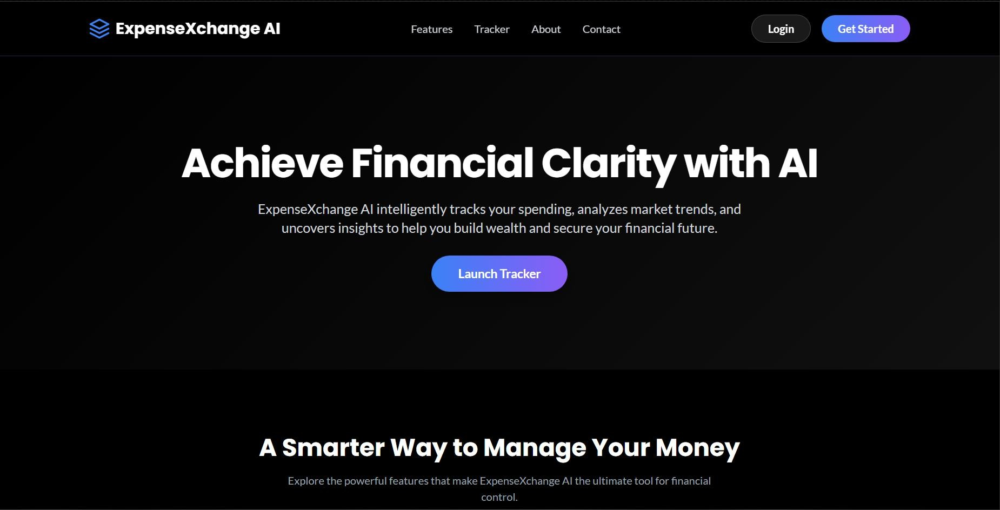 ExpenseXchange AI
Features
Tracker
About
Contact
Login
Get Started
Achieve Financial Clarity with AI
ExpenseXchange AI intelligently tracks your spending, analyzes market trends, and
uncovers insights to help you build wealth and secure your financial future.
Launch Tracker
A Smarter Way to Manage Your Money
Explore the powerful features that make ExpenseXchange AI the ultimate tool for financial
control.